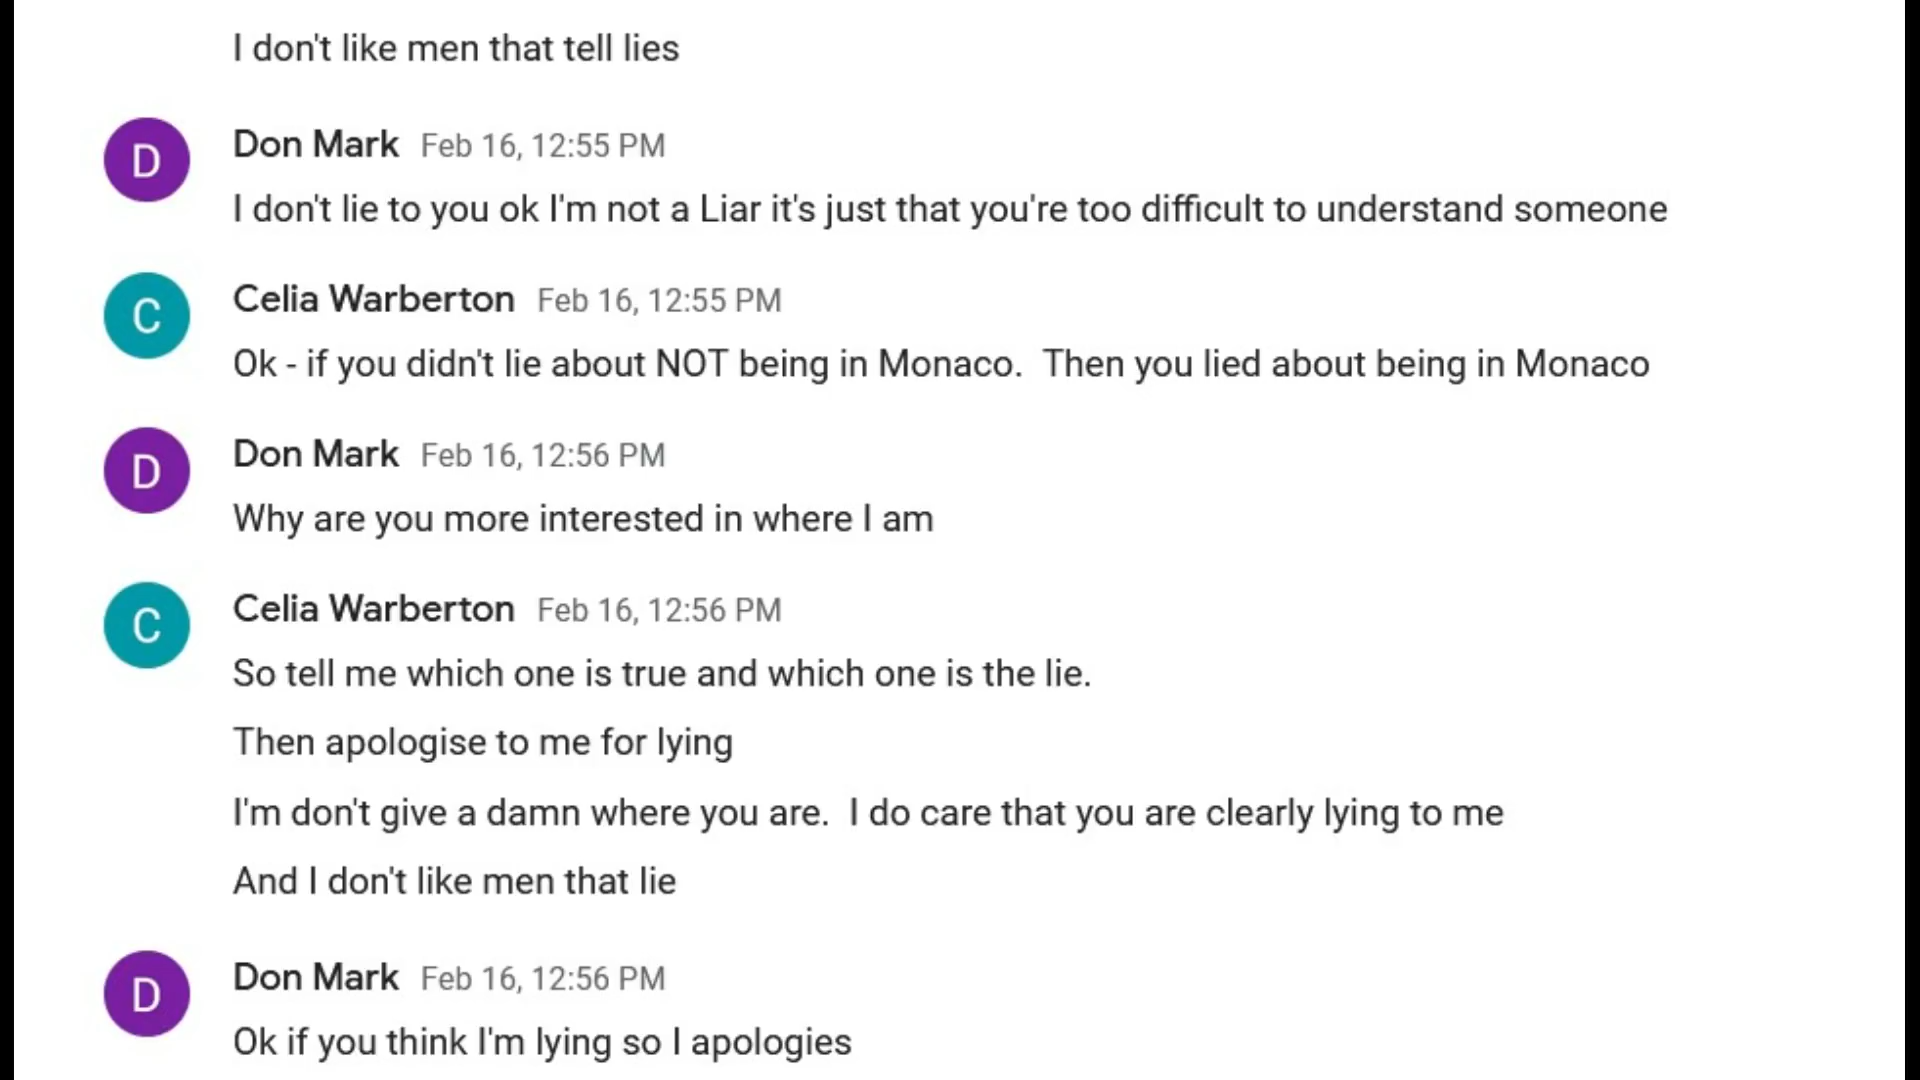 I don't like men that tell lies
D
Don Mark Feb 16, 12:55 PM
I don't lie to you ok I'm not a Liar it's just that you're too difficult to understand someone
C
Celia Warberton Feb 16, 12:55 PM
Ok - if you didn't lie about NOT being in Monaco.  Then you lied about being in Monaco
D
Don Mark Feb 16, 12:56 PM
Why are you more interested in where I am
C
Celia Warberton Feb 16, 12:56 PM
So tell me which one is true and which one is the lie.
Then apologise to me for lying
I'm don't give a damn where you are.  I do care that you are clearly lying to me
And I don't like men that lie
D
Don Mark Feb 16, 12:56 PM
Ok if you think I'm lying so I apologies